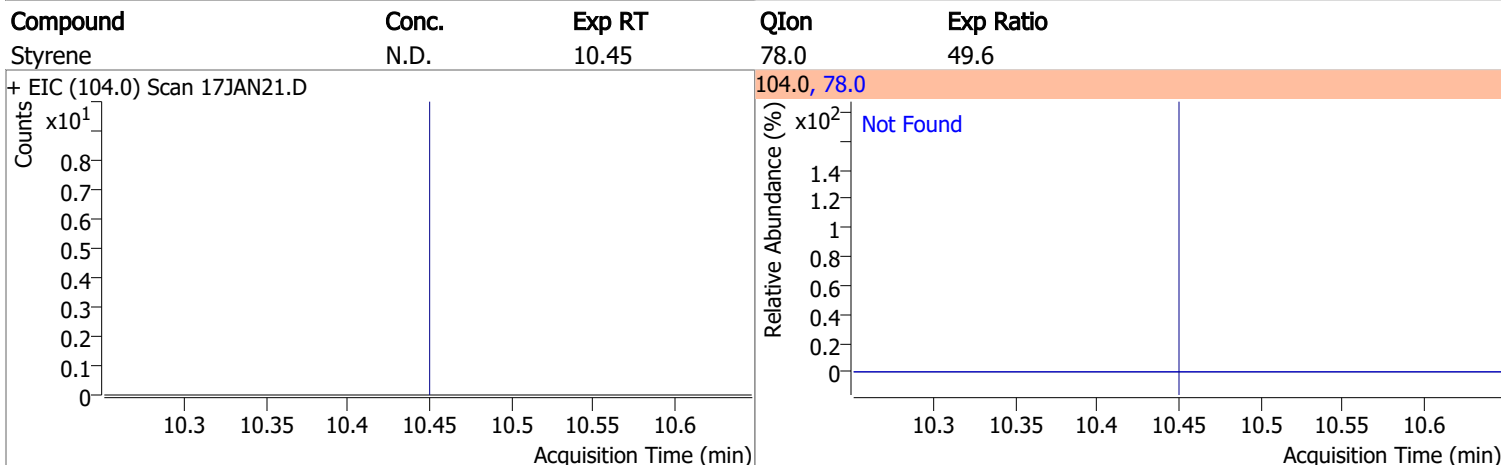 Compound Conc. Exp RT QIon Exp Ratio
Styrene N.D. 10.45 78.0 49.6
+ EIC (104.0) Scan 17JAN21.D
Counts
x10¹
0.8
0.7
0.6
0.5
0.4
0.3
0.2
0.1
0
10.3 10.35 10.4 10.45 10.5 10.55 10.6
Acquisition Time (min)
104.0, 78.0
Relative Abundance (%)
x10²
Not Found
1.4
1.2
1
0.8
0.6
0.4
0.2
0
10.3 10.35 10.4 10.45 10.5 10.55 10.6
Acquisition Time (min)